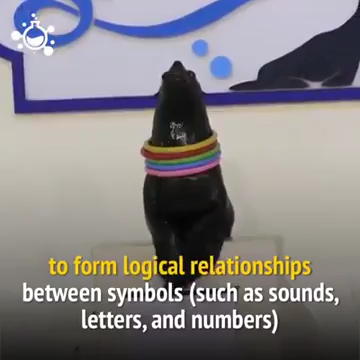 to form logical relationships
between symbols (such as sounds,
letters, and numbers)